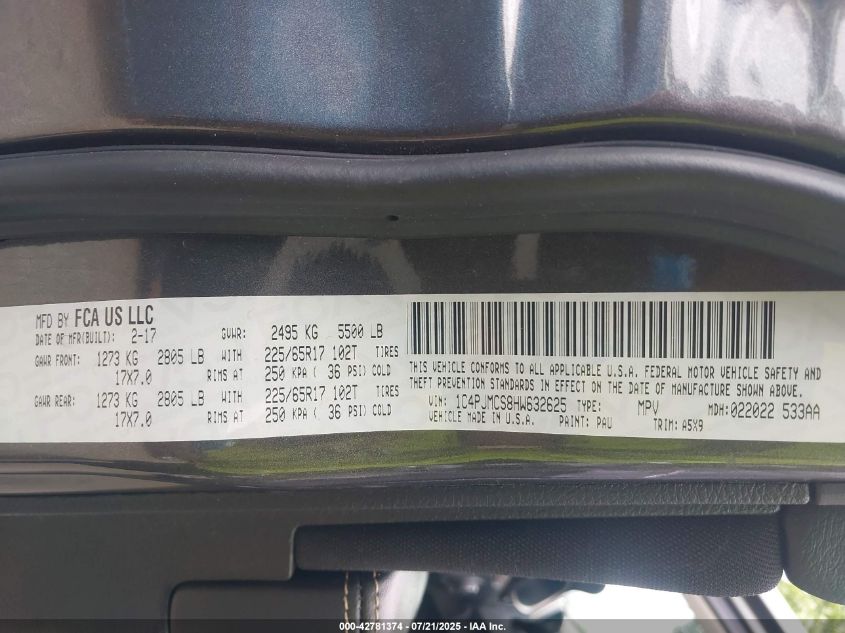 MFD BY FCA US LLC
DATE OF MFR(BUILT): 2-17 GVWR: 2495 KG 5500 LB
GAWR FRONT: 1273 KG 2805 LB WITH 225/65R17 102T TIRES
17X7.0 RIMS AT 250 KPA ( 36 PSI) COLD
GAWR REAR: 1273 KG 2805 LB WITH 225/65R17 102T TIRES
17X7.0 RIMS AT 250 KPA ( 36 PSI) COLD
THIS VEHICLE CONFORMS TO ALL APPLICABLE U.S.A. FEDERAL MOTOR VEHICLE SAFETY AND
THEFT PREVENTION STANDARDS IN EFFECT ON THE DATE OF MANUFACTURE SHOWN ABOVE.
VIN: 1C4PJMCS8HW632625 TYPE: MPV MDH:022022 533AA
VEHICLE MADE IN U.S.A. PAINT: PAU TRIM: A5X9
000-42781374 - 07/21/2025 - IAA Inc.